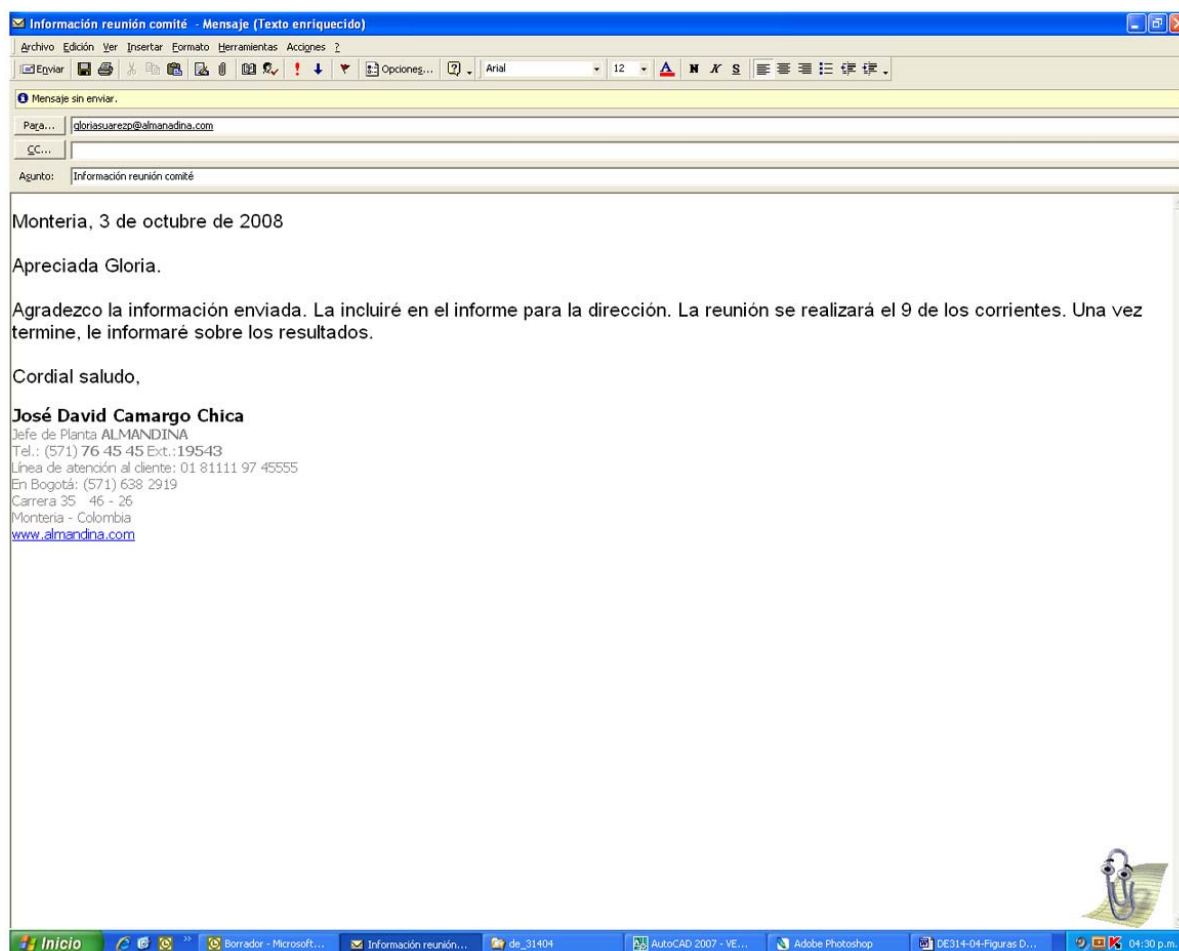 Información reunión comité - Mensaje (Texto enriquecido)
Archivo Edición Ver Insertar Formato Herramientas Acciones ?
Enviar Opciones... Arial 12 A N K S
Mensaje sin enviar.
Para... gloriasuarezp@almanadina.com
CC...
Asunto: Información reunión comité
Monteria, 3 de octubre de 2008
Apreciada Gloria.
Agradezco la información enviada. La incluiré en el informe para la dirección. La reunión se realizará el 9 de los corrientes. Una vez
termine, le informaré sobre los resultados.
Cordial saludo,
José David Camargo Chica
Jefe de Planta ALMANDINA
Tel.: (571) 76 45 45 Ext.:19543
Línea de atención al cliente: 01 81111 97 45555
En Bogotá: (571) 638 2919
Carrera 35 46 - 26
Monteria - Colombia
www.almandina.com
Inicio Borrador - Microsoft... Información reunión... de_31404 AutoCAD 2007 - VE... Adobe Photoshop DE314-04-Figuras D... 04:30 p.m.